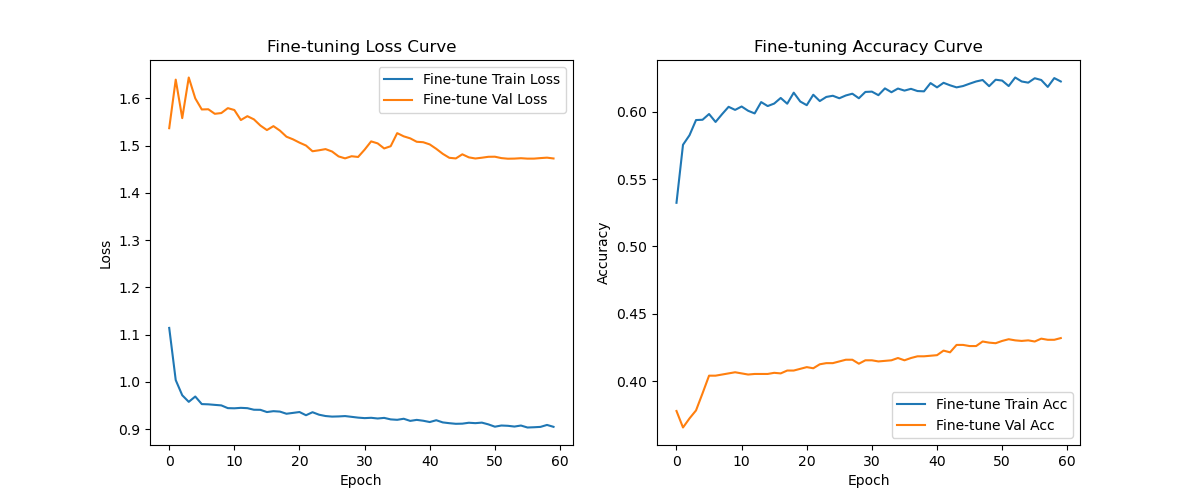 Fine-tuning Loss Curve
Fine-tune Train Loss
Fine-tune Val Loss
1.6
1.5
1.4
1.3
1.2
1.1
1.0
0.9
Loss
0
10
20
30
40
50
60
Epoch
Fine-tuning Accuracy Curve
0.60
0.55
0.50
0.45
0.40
Accuracy
Fine-tune Train Acc
Fine-tune Val Acc
0
10
20
30
40
50
60
Epoch